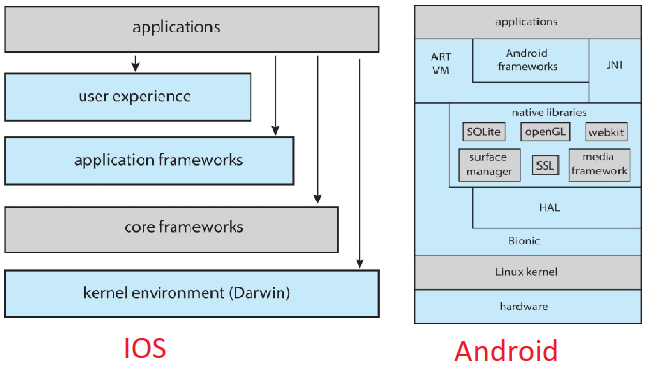 applications
user experience
application frameworks
core frameworks
kernel environment (Darwin)
IOS
applications
ART
VM
Android
frameworks
JNI
native libraries
SQLite openGL webkit
surface
manager
SSL
media
framework
HAL
Bionic
Linux kernel
hardware
Android